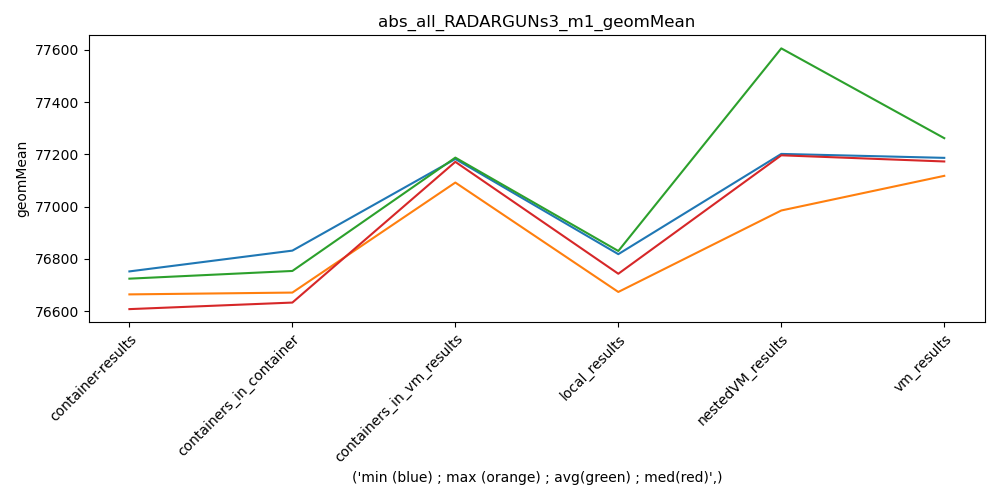 abs_all_RADARGUNs3_m1_geomMean
77600
77400
77200
77000
76800
76600
geomMean
container-results
containers_in_container
containers_in_vm_results
local_results
nestedVM_results
vm_results
('min (blue) ; max (orange) ; avg(green) ; med(red)',)